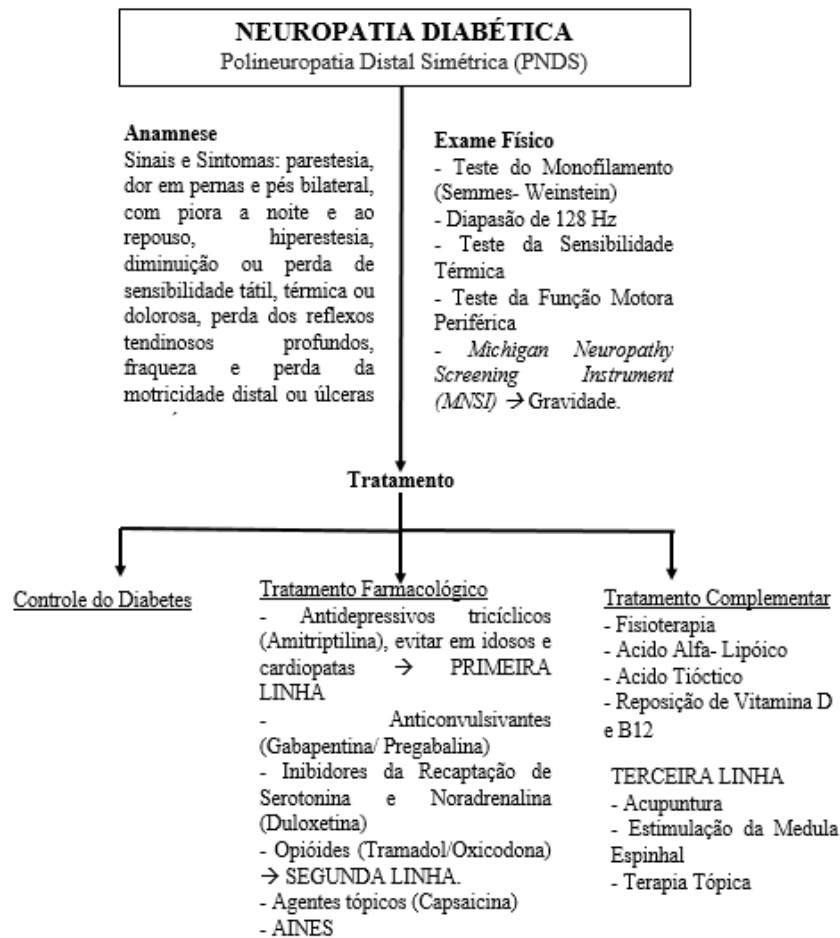 NEUROPATIA DIABÉTICA
Polineuropatia Distal Simétrica (PNDS)
Anamnese
Sinais e Sintomas: parestesia,
dor em pernas e pés bilateral,
com piora a noite e ao
repouso, hiperestesia,
diminuição ou perda de
sensibilidade tátil, térmica ou
dolorosa, perda dos reflexos
tendinosos profundos,
fraqueza e perda da
motricidade distal ou úlceras
Exame Físico
- Teste do Monofilamento
(Semmes- Weinstein)
- Diapasão de 128 Hz
- Teste da Sensibilidade
Térmica
- Teste da Função Motora
Periférica
- Michigan Neuropathy
Screening Instrument
(MNSI) → Gravidade.
Tratamento
Controle do Diabetes
Tratamento Farmacológico
- Antidepressivos tricíclicos
(Amitriptilina), evitar em idosos e
cardiopatas → PRIMEIRA
LINHA
- Anticonvulsivantes
(Gabapentina/ Pregabalina)
- Inibidores da Recaptação de
Serotonina e Noradrenalina
(Duloxetina)
- Opióides (Tramadol/Oxicodona)
→ SEGUNDA LINHA.
- Agentes tópicos (Capsaicina)
- AINES
Tratamento Complementar
- Fisioterapia
- Acido Alfa- Lipóico
- Acido Tióctico
- Reposição de Vitamina D
e B12
TERCEIRA LINHA
- Acupuntura
- Estimulação da Medula
Espinhal
- Terapia Tópica